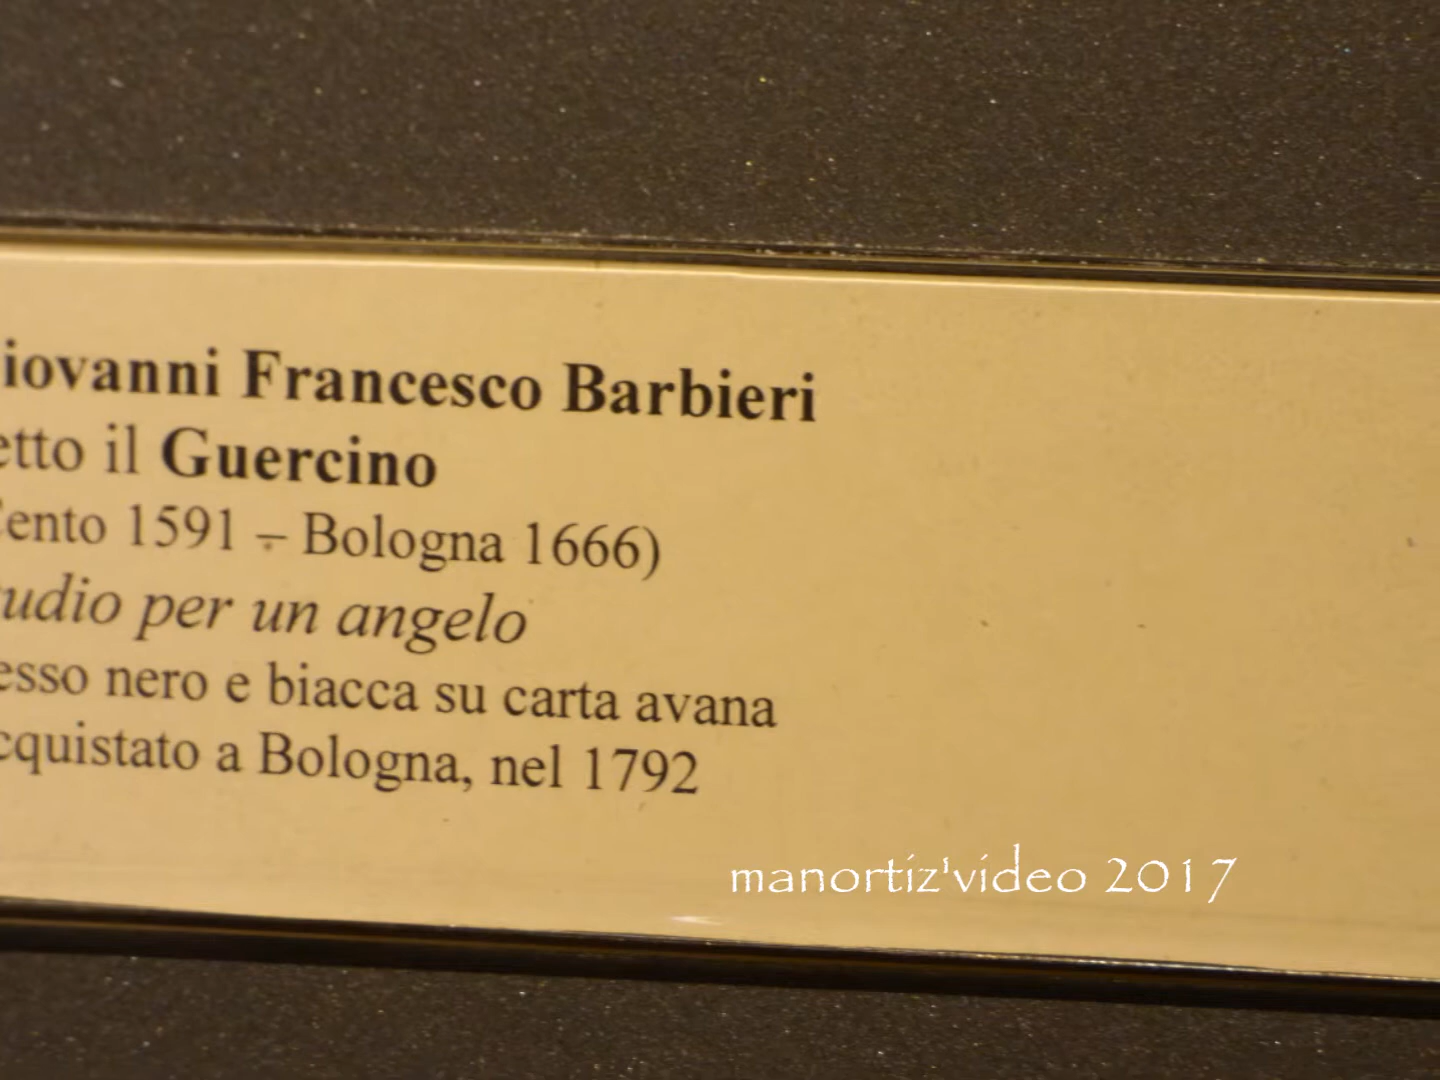 iovanni Francesco Barbieri
etto il Guercino
ento 1591 – Bologna 1666)
udio per un angelo
esso nero e biacca su carta avana
cquistato a Bologna, nel 1792
manortiz'video 2017